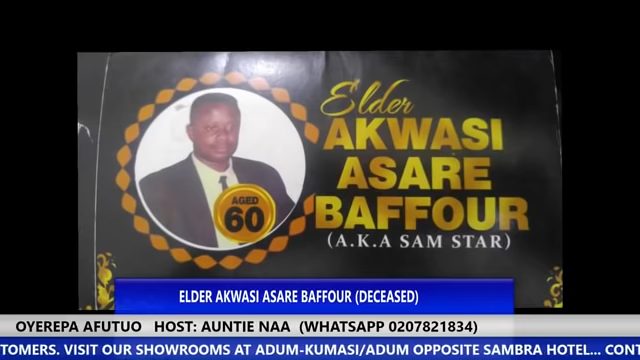 Elder
AKWASI
ASARE
BAFFOUR
(A.K.A SAM STAR)
AGED
60
ELDER AKWASI ASARE BAFFOUR (DECEASED)
OYEREPA AFUTUO HOST: AUNTIE NAA (WHATSAPP 0207821834)
TOMERS. VISIT OUR SHOWROOMS AT ADUM-KUMASI/ADUM OPPOSITE SAMBRA HOTEL... CONT